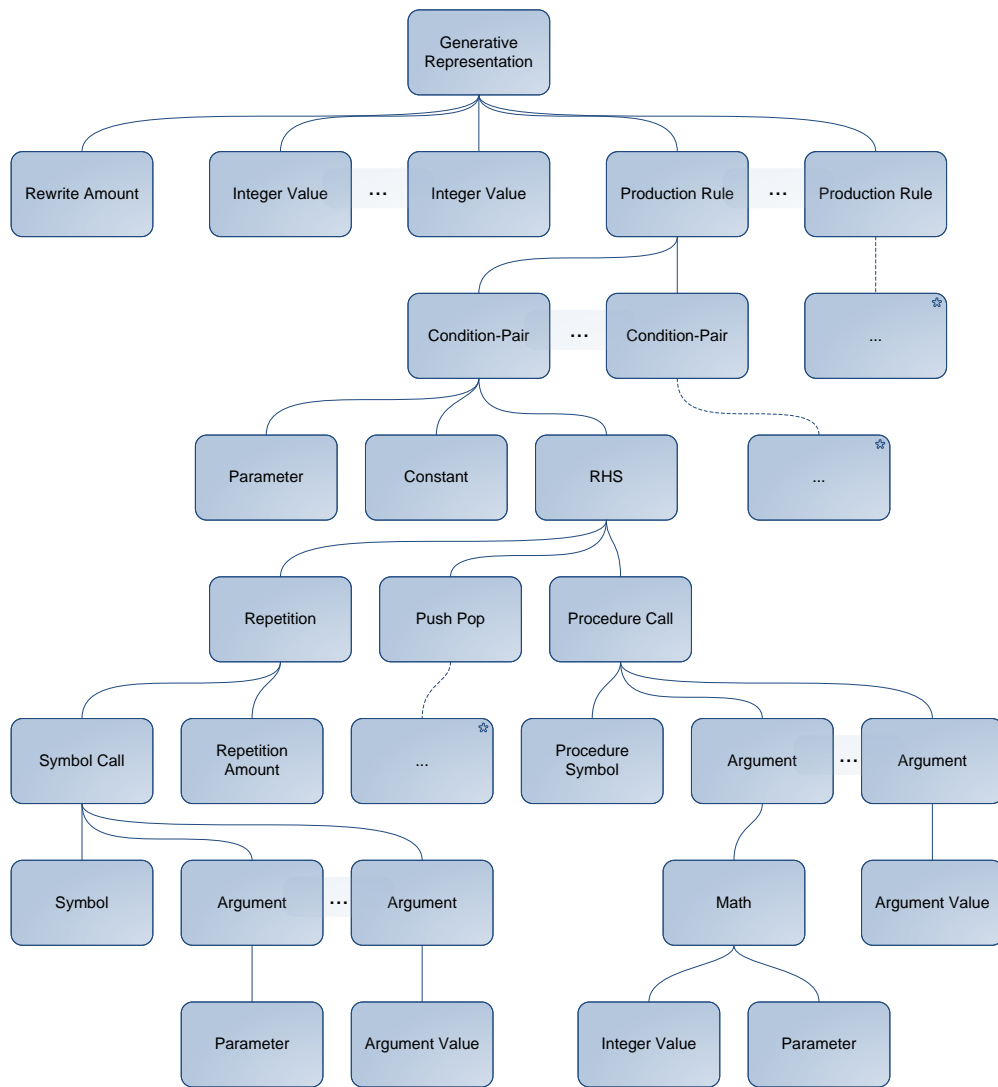 Generative
Representation
Rewrite Amount
Integer Value
...
Integer Value
Production Rule
...
Production Rule
Condition-Pair
...
Condition-Pair
...
Parameter
Constant
RHS
...
Repetition
Push Pop
Procedure Call
Symbol Call
Repetition
Amount
...
Procedure
Symbol
Argument
...
Argument
Symbol
Argument
...
Argument
Math
Argument Value
Parameter
Argument Value
Integer Value
Parameter